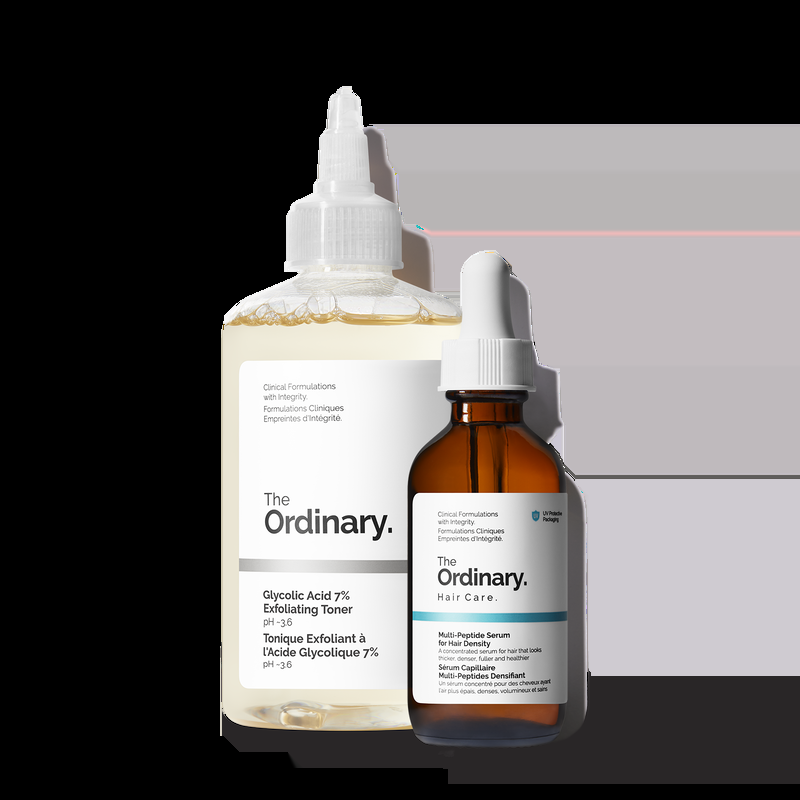 Clinical Formulations
with Integrity.
Formulations Cliniques
Empreintes d'Intégrité.
The
Ordinary.
Glycolic Acid 7%
Exfoliating Toner
pH ~3.6
Tonique Exfoliant à
l'Acide Glycolique 7%
pH ~3.6
Clinical Formulations
with Integrity.
Formulations Cliniques
Empreintes d'Intégrité.
UV Protective
Packaging
The
Ordinary.
Hair Care.
Multi-Peptide Serum
for Hair Density
A concentrated serum for hair that looks
thicker, denser, fuller and healthier
Sérum Capillaire
Multi-Peptides Densifiant
Un sérum concentré pour des cheveux ayant
l'air plus épais, denses, volumineux et sains